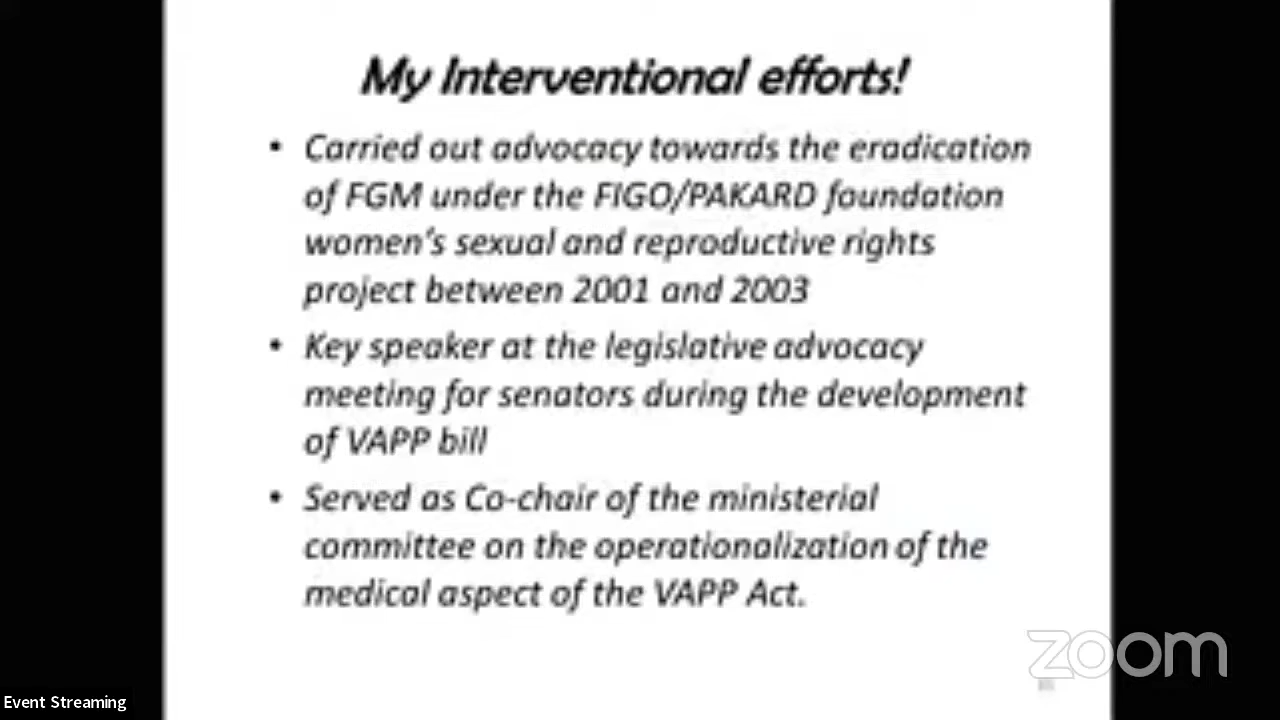 My Interventional efforts!
• Carried out advocacy towards the eradication
of FGM under the FIGO/PAKARD foundation
women's sexual and reproductive rights
project between 2001 and 2003
• Key speaker at the legislative advocacy
meeting for senators during the development
of VAPP bill
• Served as Co-chair of the ministerial
committee on the operationalization of the
medical aspect of the VAPP Act.
zoom
Event Streaming